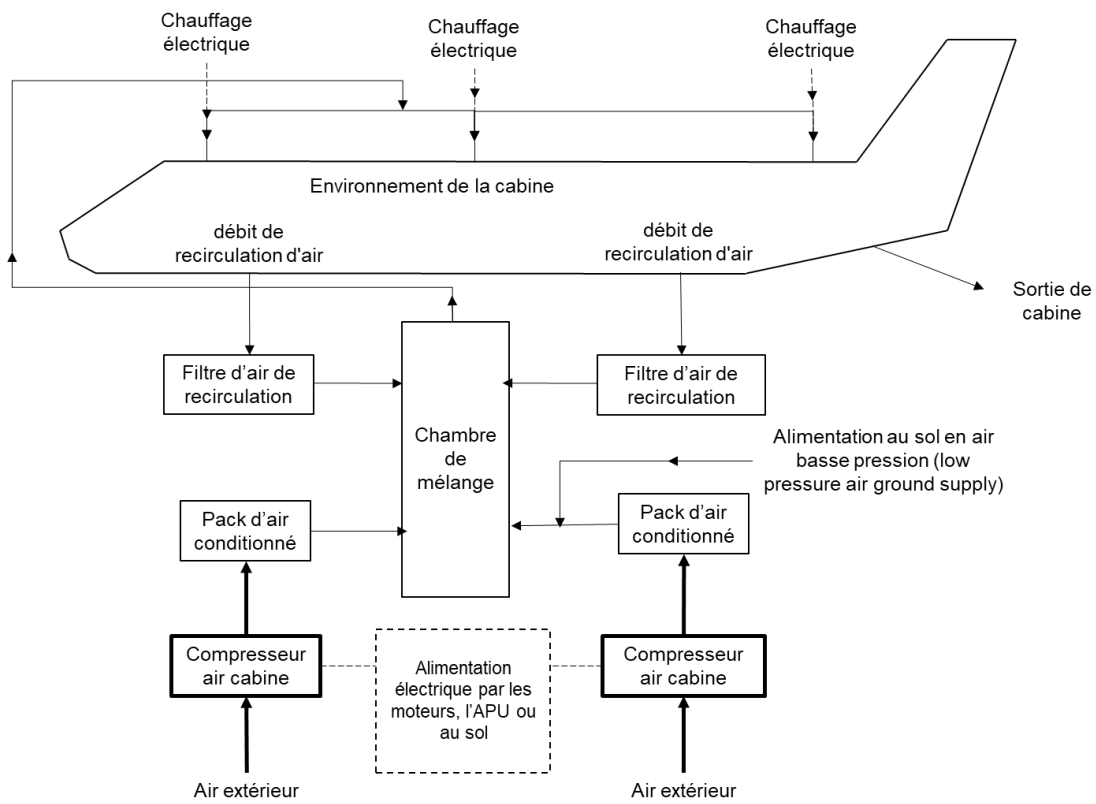 Chauffage
électrique
Chauffage
électrique
Chauffage
électrique
Environnement de la cabine
débit de
recirculation d'air
débit de
recirculation d'air
Sortie de
cabine
Filtre d’air de
recirculation
Filtre d’air de
recirculation
Chambre
de
mélange
Alimentation au sol en air
basse pression (low
pressure air ground supply)
Pack d’air
conditionné
Pack d’air
conditionné
Compresseur
air cabine
Alimentation
électrique par les
moteurs, l’APU ou
au sol
Compresseur
air cabine
Air extérieur
Air extérieur